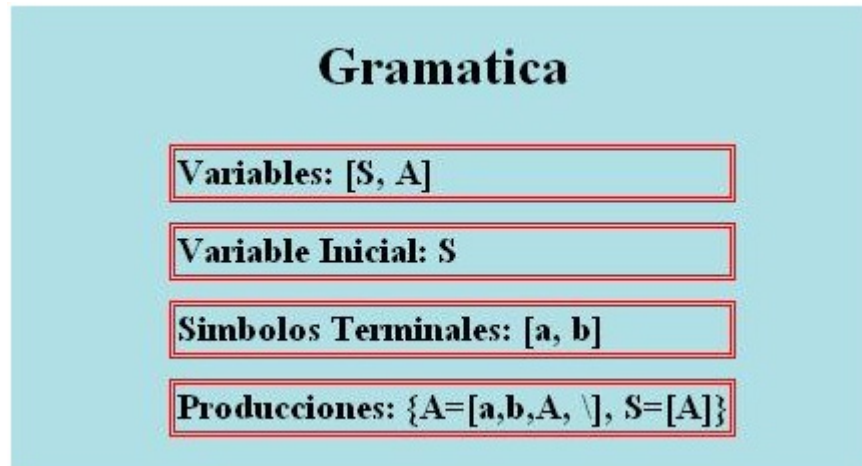 Gramatica
Variables: [S, A]
Variable Inicial: S
Simbolos Terminales: [a, b]
Producciones: {A=[a,b,A, \], S=[A]}